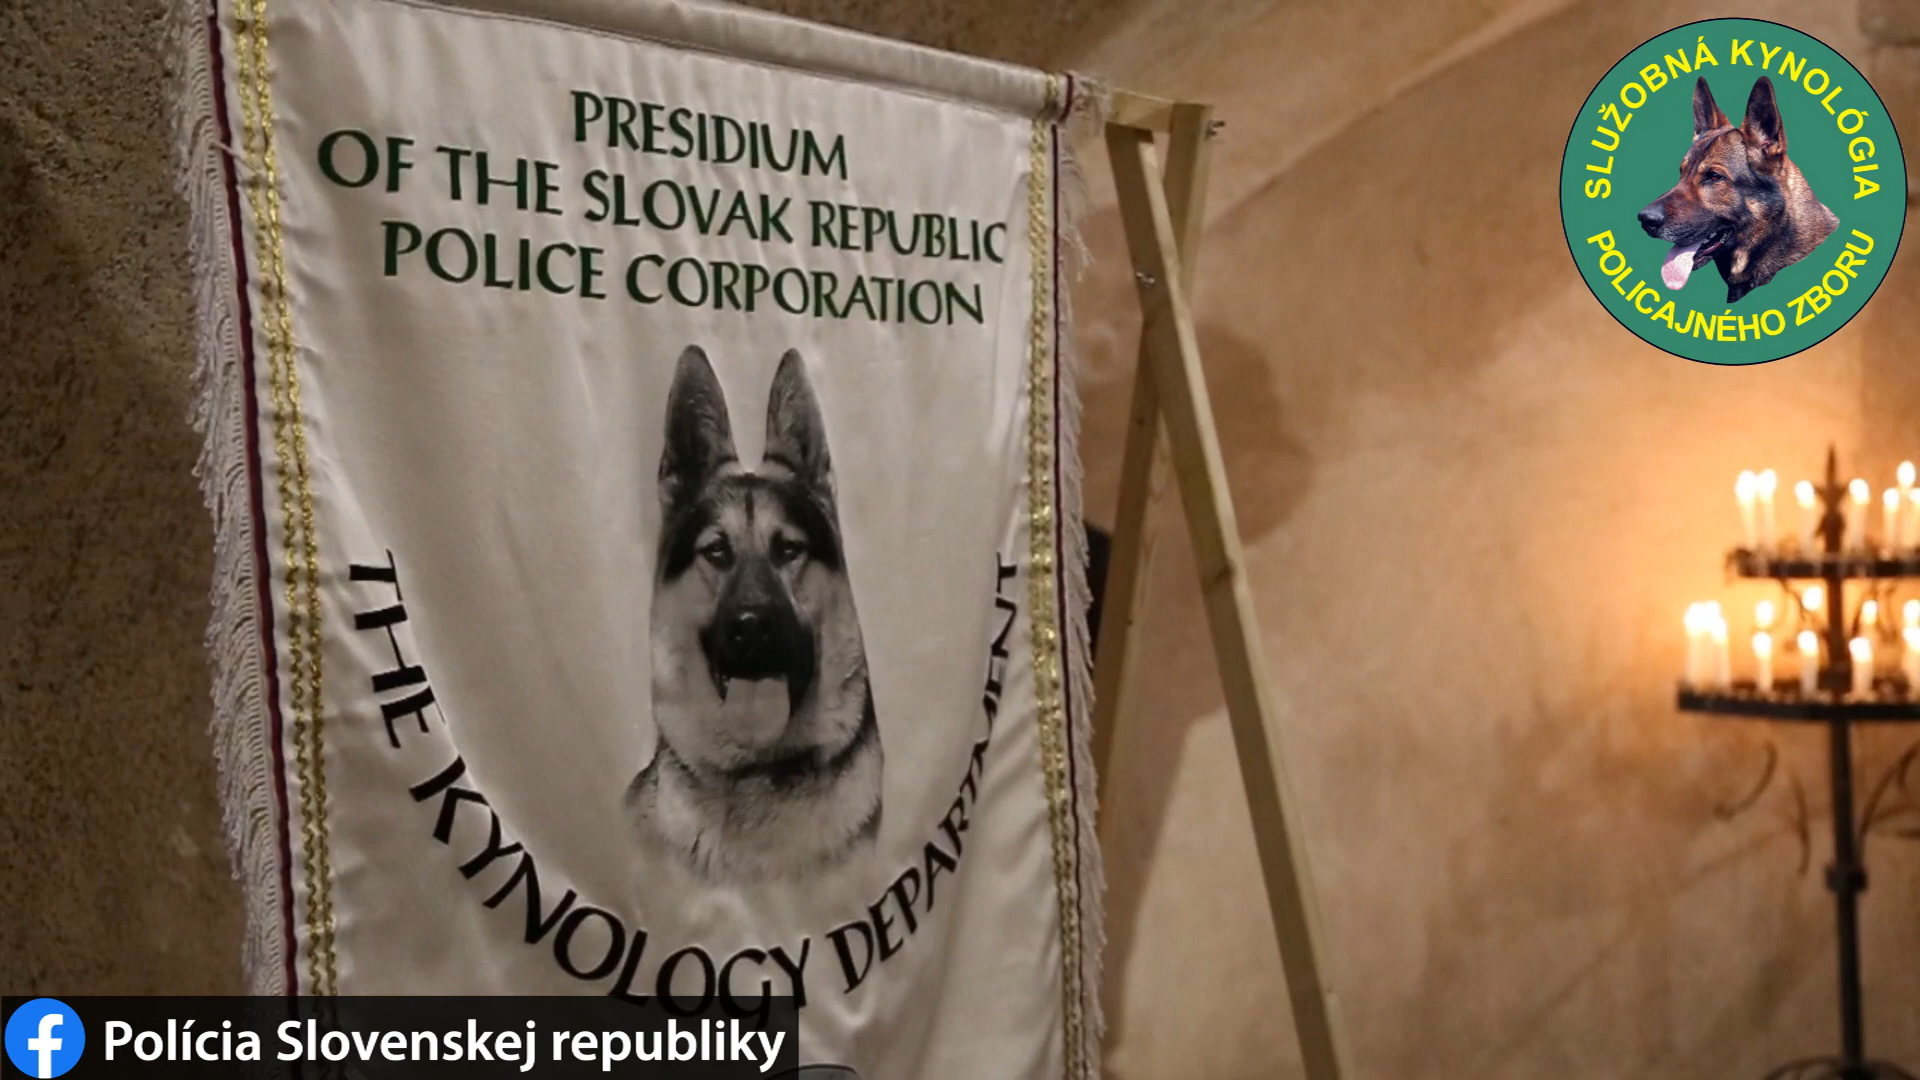 PRESIDIUM
OF THE SLOVAK REPUBLIC
POLICE CORPORATION
THE KYNOLOGY DEPARTMENT
SLUŽOBNÁ KYNOLÓGIA
POLICAJNÉHO ZBORU
Polícia Slovenskej republiky